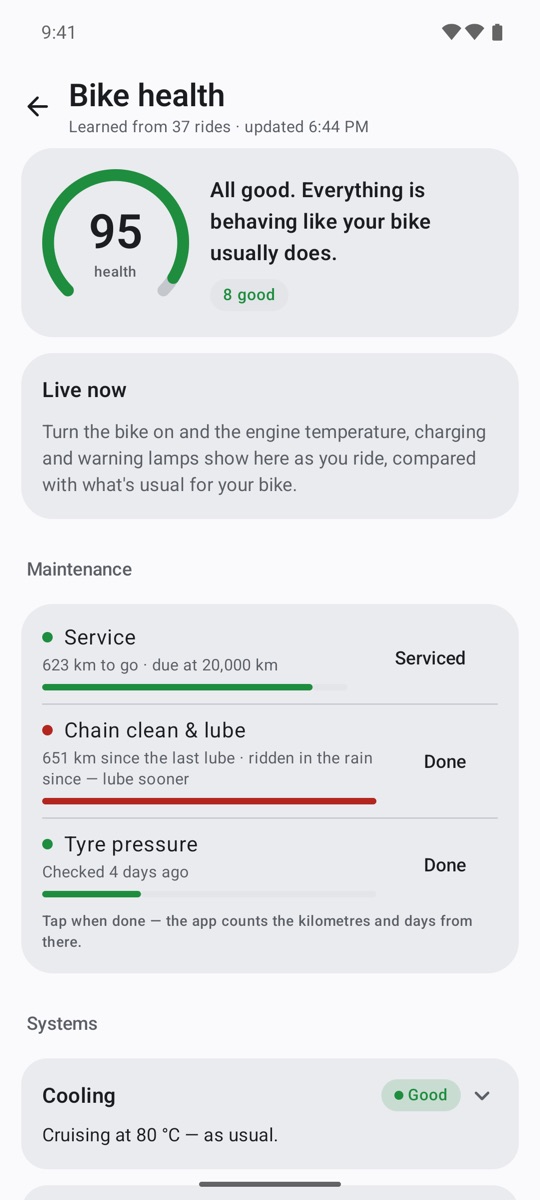 9:41
Bike health
Learned from 37 rides · updated 6:44 PM
95
health
All good. Everything is
behaving like your bike
usually does.
8 good
Live now
Turn the bike on and the engine temperature, charging
and warning lamps show here as you ride, compared
with what's usual for your bike.
Maintenance
Service
623 km to go · due at 20,000 km
Serviced
Chain clean & lube
651 km since the last lube · ridden in the rain
since — lube sooner
Done
Tyre pressure
Checked 4 days ago
Done
Tap when done — the app counts the kilometres and days from
there.
Systems
Cooling
Good
Cruising at 80 °C — as usual.